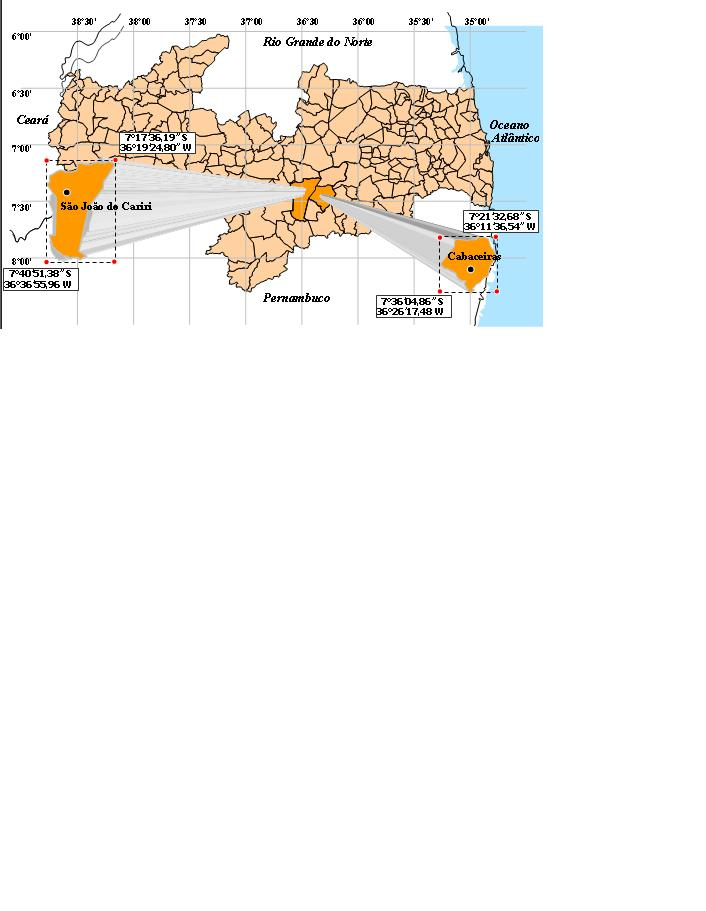 38°30' 38°00' 37°30' 37°00' 36°30' 36°00' 35°30' 35°00'
6°00'
Rio Grande do Norte
6°30'
Ceará
Oceano
Atlântico
7°00'
7°17'36,19" S
36°19'24,80" W
7°30'
São João do Cariri
7°21'32,68" S
36°11'36,54" W
8°00'
Cabaceiras
7°40'51,38" S
36°36'55,96 W
Pernambuco
7°36'04,86" S
36°26'17,48 W